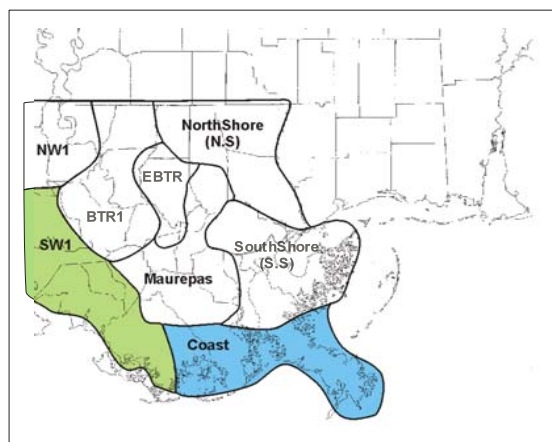 NorthShore
(N.S)
NW1
EBTR
BTR1
SW1
SouthShore
(S.S)
Maurepas
Coast